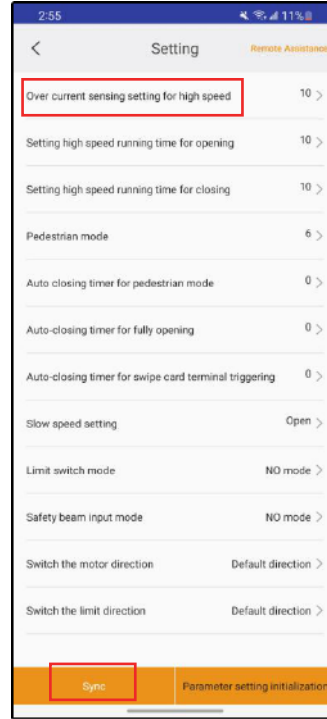 2:55 11%
Setting Remote Assistance
Over current sensing setting for high speed 10
Setting high speed running time for opening 10
Setting high speed running time for closing 10
Pedestrian mode 6
Auto closing timer for pedestrian mode 0
Auto-closing timer for fully opening 0
Auto-closing timer for swipe card terminal triggering 0
Slow speed setting Open
Limit switch mode NO mode
Safety beam input mode NO mode
Switch the motor direction Default direction
Switch the limit direction Default direction
Sync Parameter setting initialization